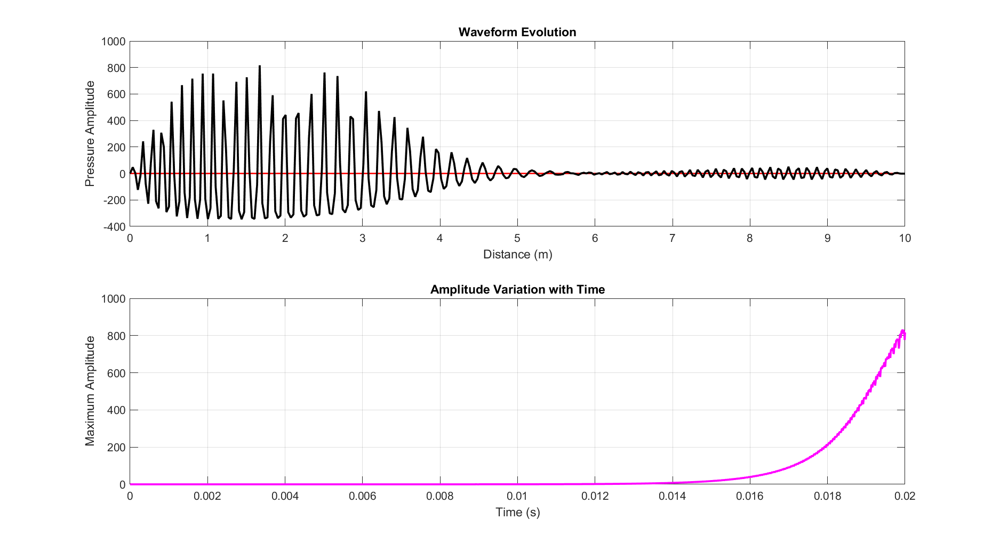 Waveform Evolution
1000
800
600
400
200
0
-200
-400
Pressure Amplitude
0 1 2 3 4 5 6 7 8 9 10
Distance (m)
Amplitude Variation with Time
1000
800
600
400
200
0
Maximum Amplitude
0 0.002 0.004 0.006 0.008 0.01 0.012 0.014 0.016 0.018 0.02
Time (s)